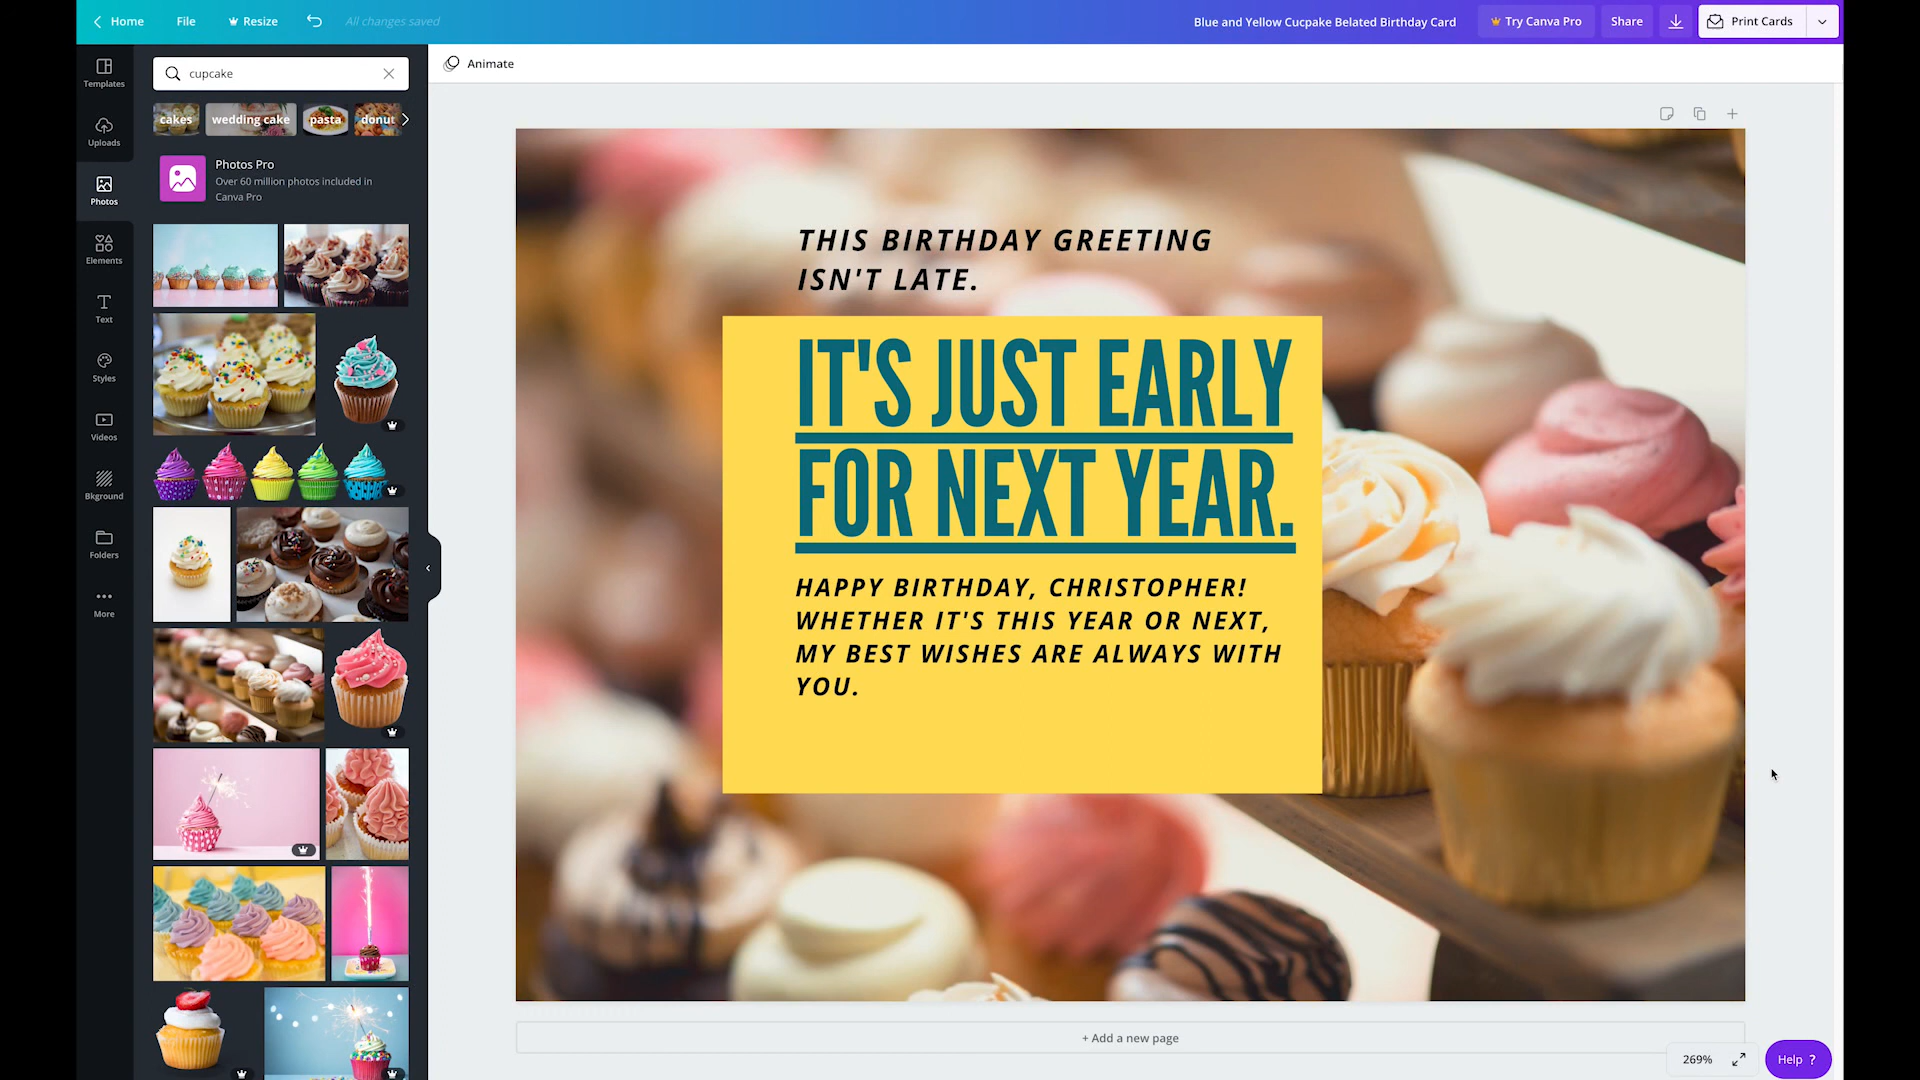 Home File Resize All changes saved Blue and Yellow Cucpake Belated Birthday Card Try Canva Pro Share Print Cards
Templates
Uploads
Photos
Elements
Text
Styles
Videos
Bkground
Folders
More
cupcake
cakes wedding cake pasta donut
Photos Pro
Over 60 million photos included in
Canva Pro
Animate
THIS BIRTHDAY GREETING
ISN'T LATE.
IT'S JUST EARLY
FOR NEXT YEAR.
HAPPY BIRTHDAY, CHRISTOPHER!
WHETHER IT'S THIS YEAR OR NEXT,
MY BEST WISHES ARE ALWAYS WITH
YOU.
+ Add a new page
269%
Help ?